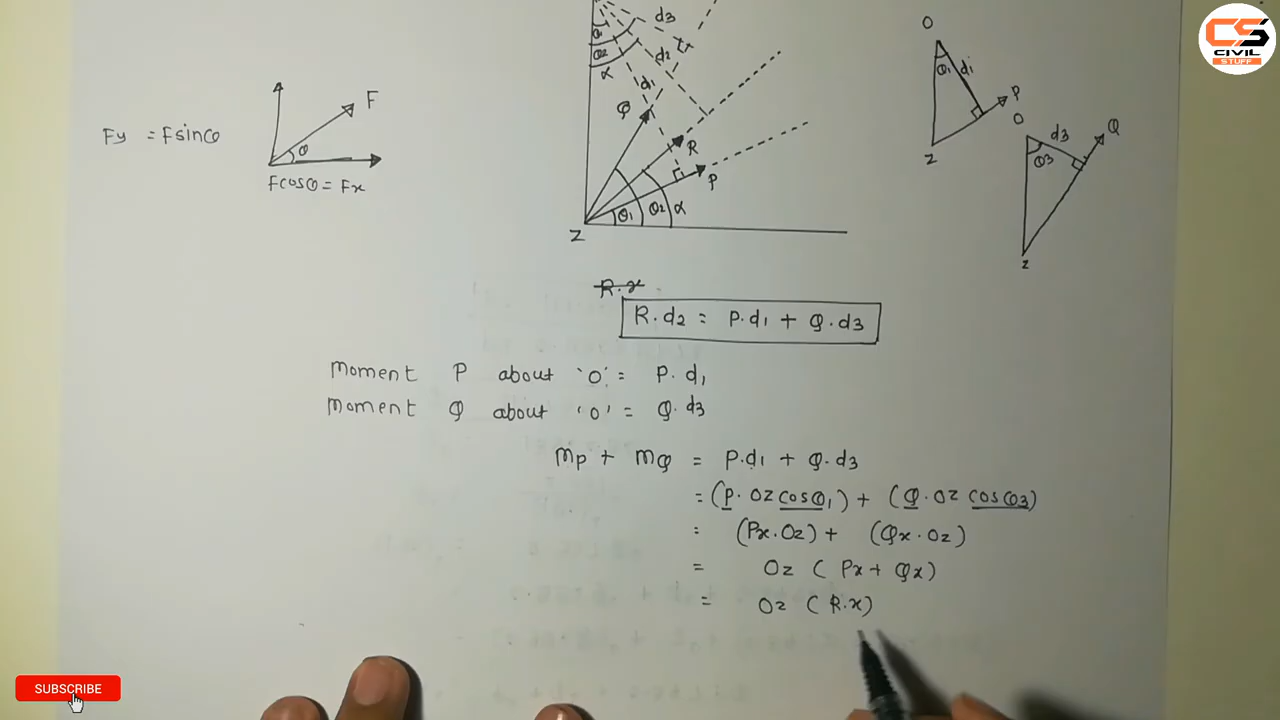 CS
CIVIL
STUFF
d3
θ1
θ2
d2
α
d1
Q
R
P
θ1 θ2 α
Z
Fy = Fsinθ
F
θ
Fcosθ = Fx
O
θ1 d1
P
Z
O
d3
Q
θ3
Z
R.x
R.d2 = P.d1 + Q.d3
Moment P about 'O' = P.d1
Moment Q about 'O' = Q.d3
Mp + MQ = P.d1 + Q.d3
= (P. OZ cosθ1) + (Q. OZ cosθ3)
= (Px.Oz) + (Qx.Oz)
= Oz (Px + Qx)
= Oz (R.x)
SUBSCRIBE